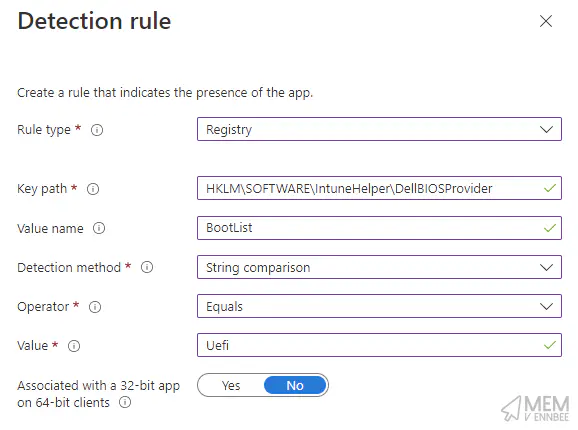 Detection rule
Create a rule that indicates the presence of the app.
Rule type *
Registry
Key path *
HKLM\SOFTWARE\IntuneHelper\DellBIOSProvider
Value name
BootList
Detection method *
String comparison
Operator *
Equals
Value *
Uefi
Associated with a 32-bit app
on 64-bit clients
Yes No
MEM
VENNBEE